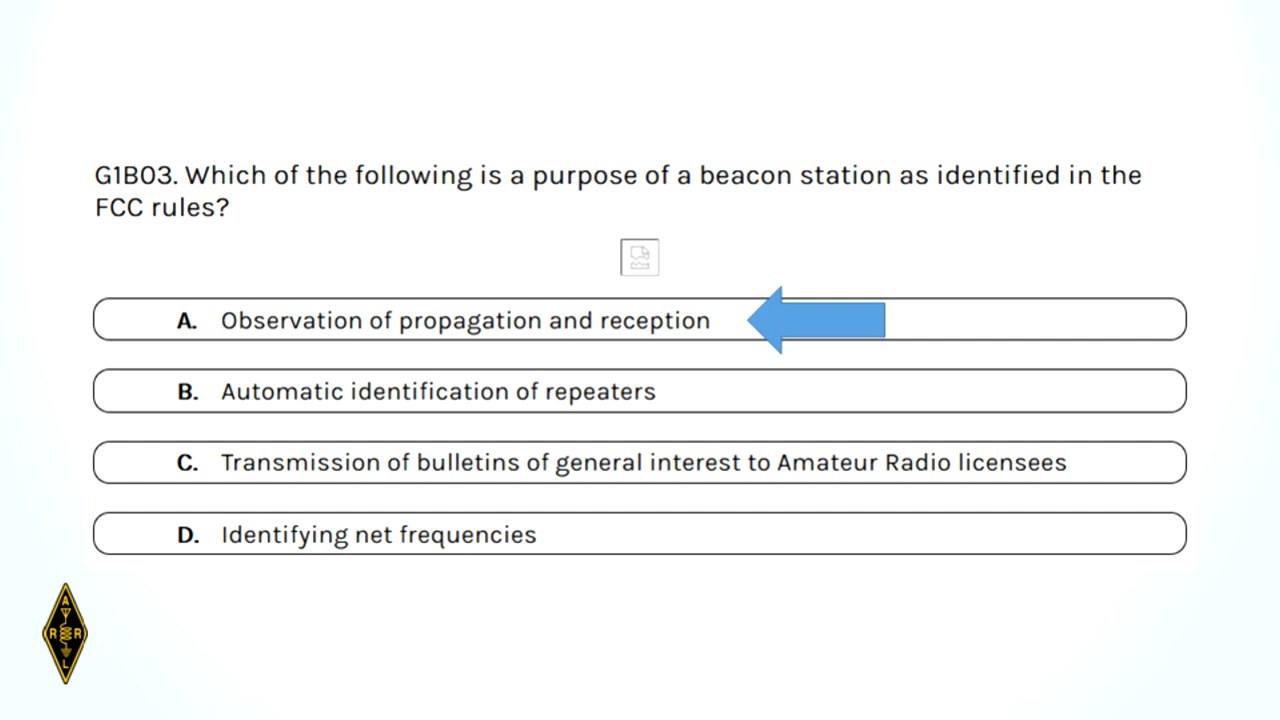 G1B03. Which of the following is a purpose of a beacon station as identified in the
FCC rules?
A. Observation of propagation and reception
B. Automatic identification of repeaters
C. Transmission of bulletins of general interest to Amateur Radio licensees
D. Identifying net frequencies
A
R R
L